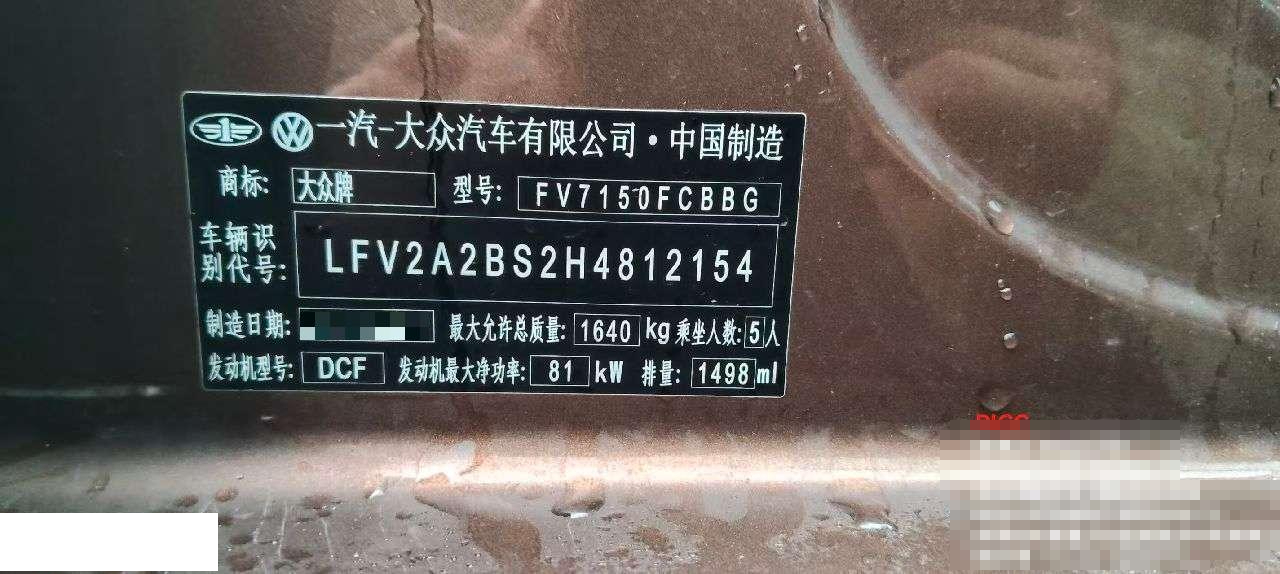 一汽-大众汽车有限公司·中国制造
商标: 大众牌 型号: FV7150FCBBG
车辆识别代号: LFV2A2BS2H4812154
制造日期: 最大允许总质量: 1640 kg 乘坐人数: 5 人
发动机型号: DCF 发动机最大净功率: 81 kW 排量: 1498 ml
PICC